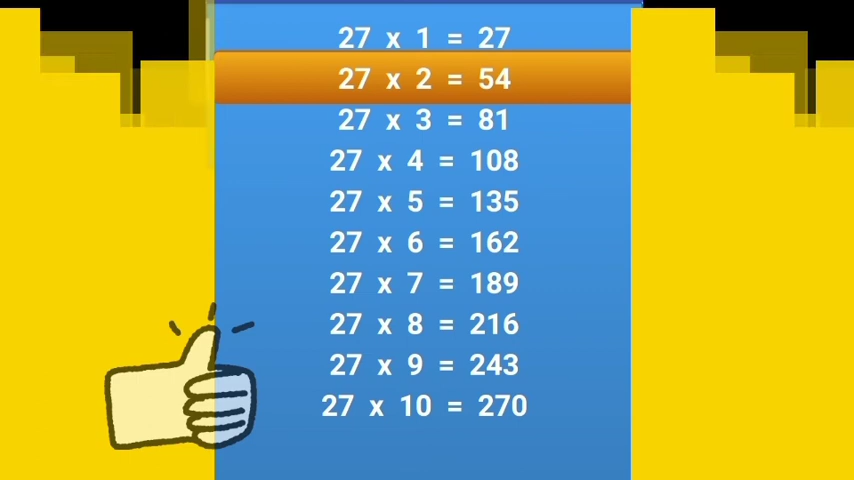 27 x 1 = 27
27 x 2 = 54
27 x 3 = 81
27 x 4 = 108
27 x 5 = 135
27 x 6 = 162
27 x 7 = 189
27 x 8 = 216
27 x 9 = 243
27 x 10 = 270